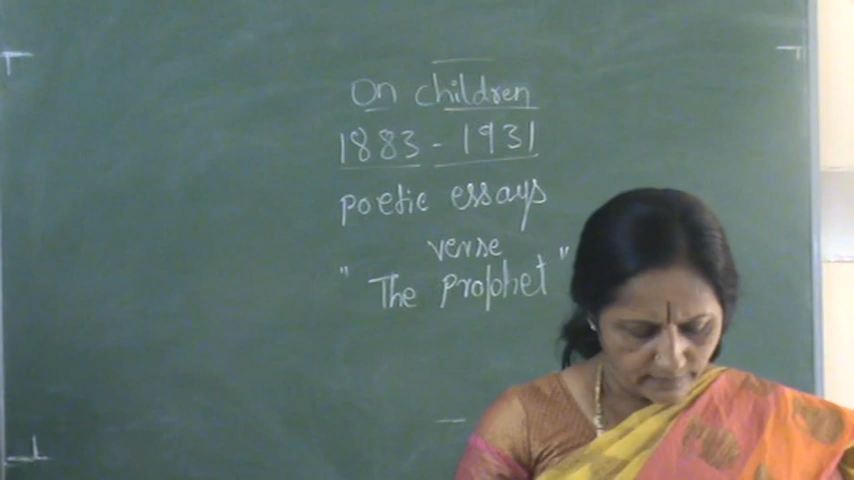 On children
1883 - 1931
poetic essays
verse
" The Prophet "